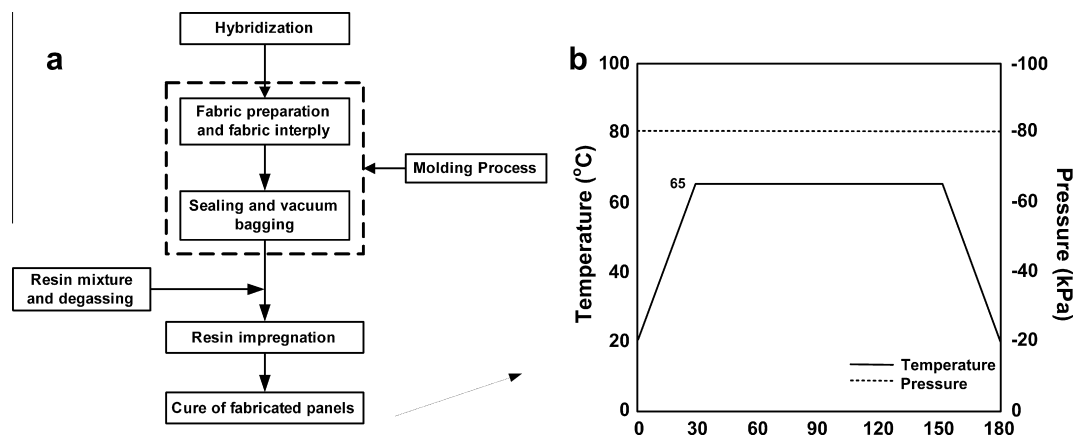 a
Hybridization
Fabric preparation
and fabric interply
Molding Process
Sealing and vacuum
bagging
Resin mixture
and degassing
Resin impregnation
Cure of fabricated panels
b
100
80
60
40
20
0
Temperature (°C)
65
-100
-80
-60
-40
-20
0
Pressure (kPa)
Temperature
Pressure
0 30 60 90 120 150 180